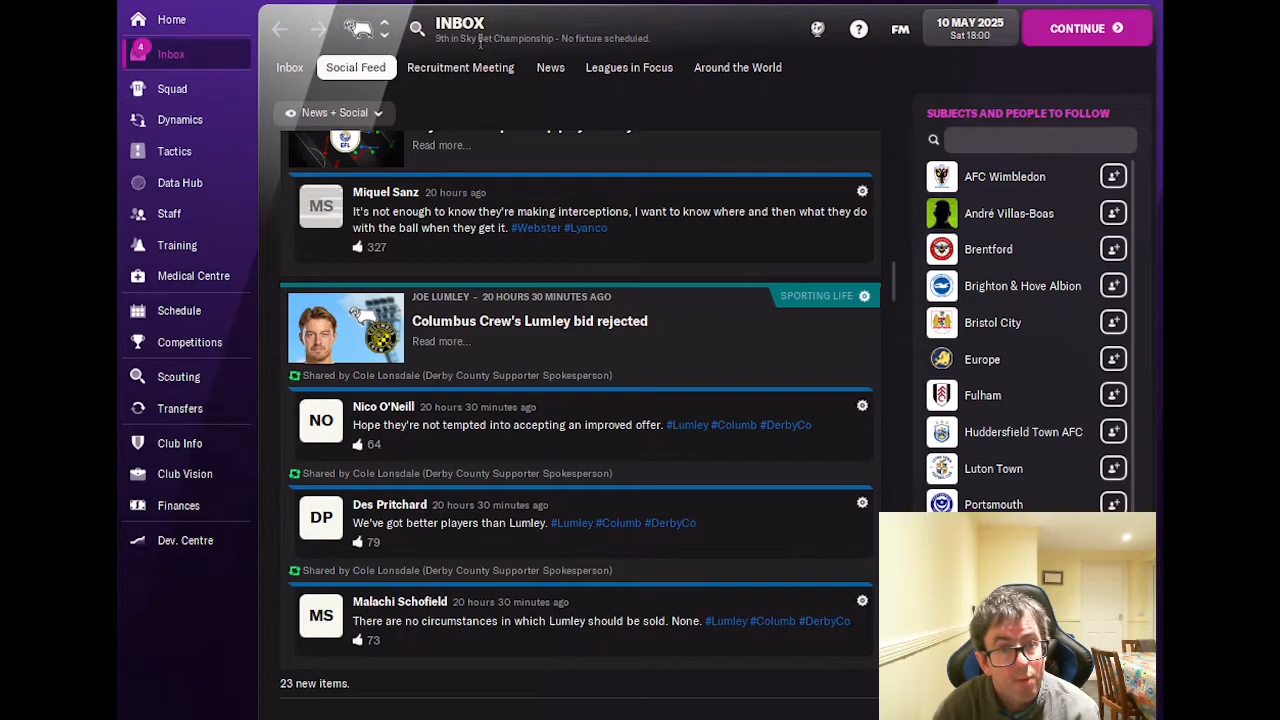 Home
4
Inbox
Squad
Dynamics
Tactics
Data Hub
Staff
Training
Medical Centre
Schedule
Competitions
Scouting
Transfers
Club Info
Club Vision
Finances
Dev. Centre
INBOX
9th in Sky Bet Championship - No fixture scheduled.
?
FM
10 MAY 2025
Sat 18:00
CONTINUE
Inbox
Social Feed
Recruitment Meeting
News
Leagues in Focus
Around the World
News + Social
EFL
Read more...
MS
Miquel Sanz 20 hours ago
It's not enough to know they're making interceptions, I want to know where and then what they do
with the ball when they get it. #Webster #Lyanco
327
JOE LUMLEY - 20 HOURS 30 MINUTES AGO
SPORTING LIFE
Columbus Crew's Lumley bid rejected
Read more...
Shared by Cole Lonsdale (Derby County Supporter Spokesperson)
NO
Nico O'Neill 20 hours 30 minutes ago
Hope they're not tempted into accepting an improved offer. #Lumley #Columb #DerbyCo
64
Shared by Cole Lonsdale (Derby County Supporter Spokesperson)
DP
Des Pritchard 20 hours 30 minutes ago
We've got better players than Lumley. #Lumley #Columb #DerbyCo
79
Shared by Cole Lonsdale (Derby County Supporter Spokesperson)
MS
Malachi Schofield 20 hours 30 minutes ago
There are no circumstances in which Lumley should be sold. None. #Lumley #Columb #DerbyCo
73
23 new items.
SUBJECTS AND PEOPLE TO FOLLOW
AFC Wimbledon
André Villas-Boas
Brentford
Brighton & Hove Albion
Bristol City
Europe
Fulham
Huddersfield Town AFC
Luton Town
Portsmouth